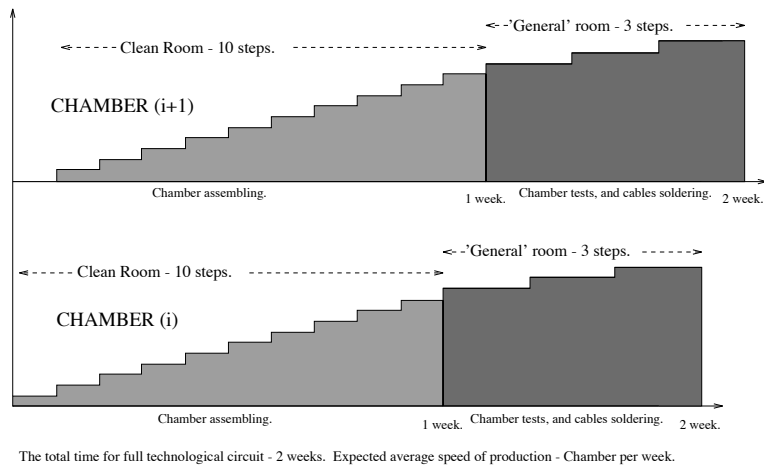 'General' room - 3 steps.
Clean Room - 10 steps.
CHAMBER (i+1)
Chamber assembling.
1 week.
Chamber tests, and cables soldering.
2 week.
'General' room - 3 steps.
Clean Room - 10 steps.
CHAMBER (i)
Chamber assembling.
1 week.
Chamber tests, and cables soldering.
2 week.
The total time for full technological circuit - 2 weeks.  Expected average speed of production - Chamber per week.